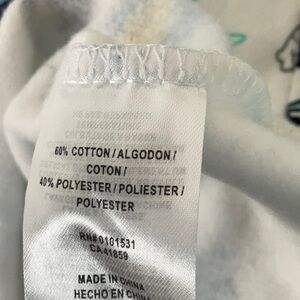 60% COTTON / ALGODON /
COTON /
40% POLYESTER / POLIESTER /
POLYESTER
RN# 0101531
CA 41859
MADE IN CHINA
HECHO EN CHINA